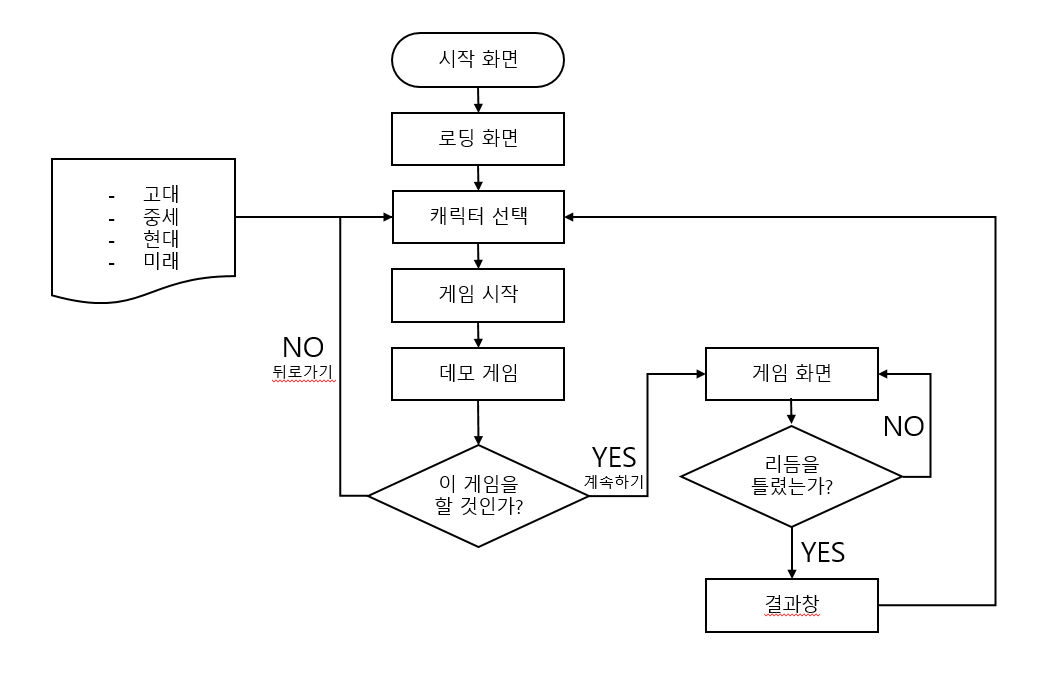 시작 화면
로딩 화면
- 고대
- 중세
- 현대
- 미래
캐릭터 선택
게임 시작
NO
뒤로가기
데모 게임
이 게임을
할 것인가?
YES
계속하기
게임 화면
NO
리듬을
틀렸는가?
YES
결과창